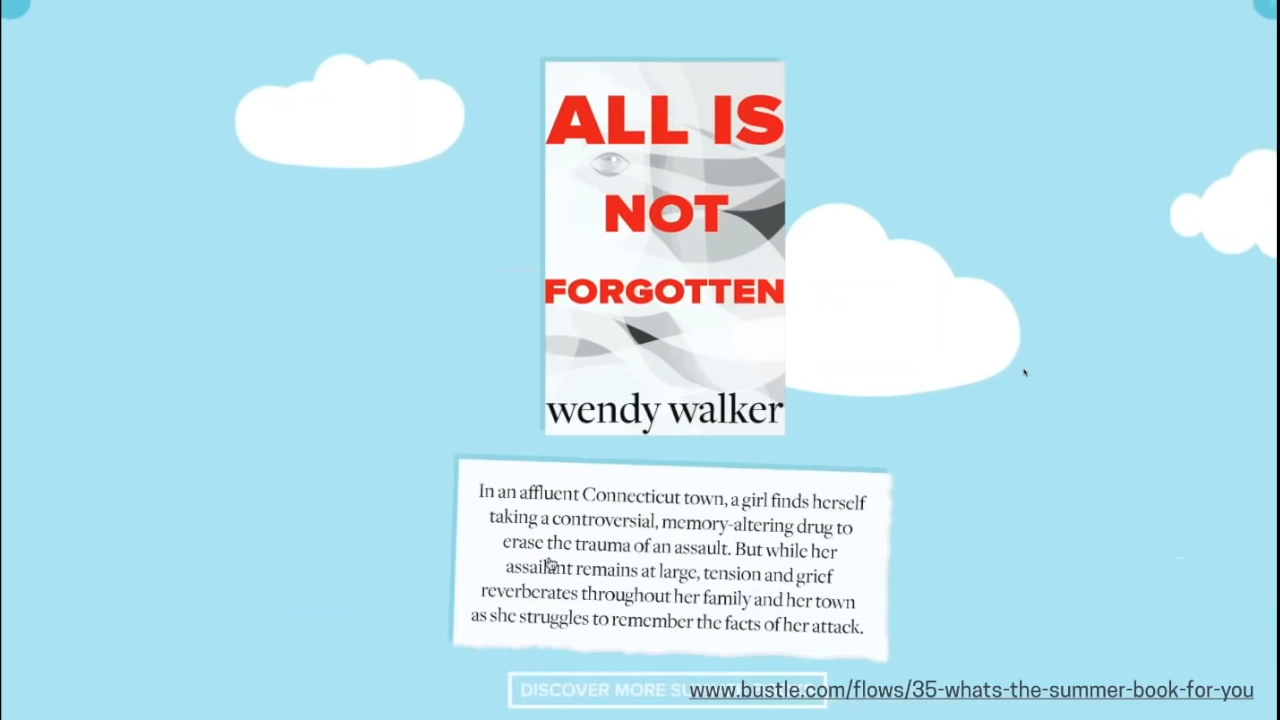 ALL IS
NOT
FORGOTTEN
wendy walker
In an affluent Connecticut town, a girl finds herself
taking a controversial, memory-altering drug to
erase the trauma of an assault. But while her
assailant remains at large, tension and grief
reverberates throughout her family and her town
as she struggles to remember the facts of her attack.
DISCOVER MORE
www.bustle.com/flows/35-whats-the-summer-book-for-you